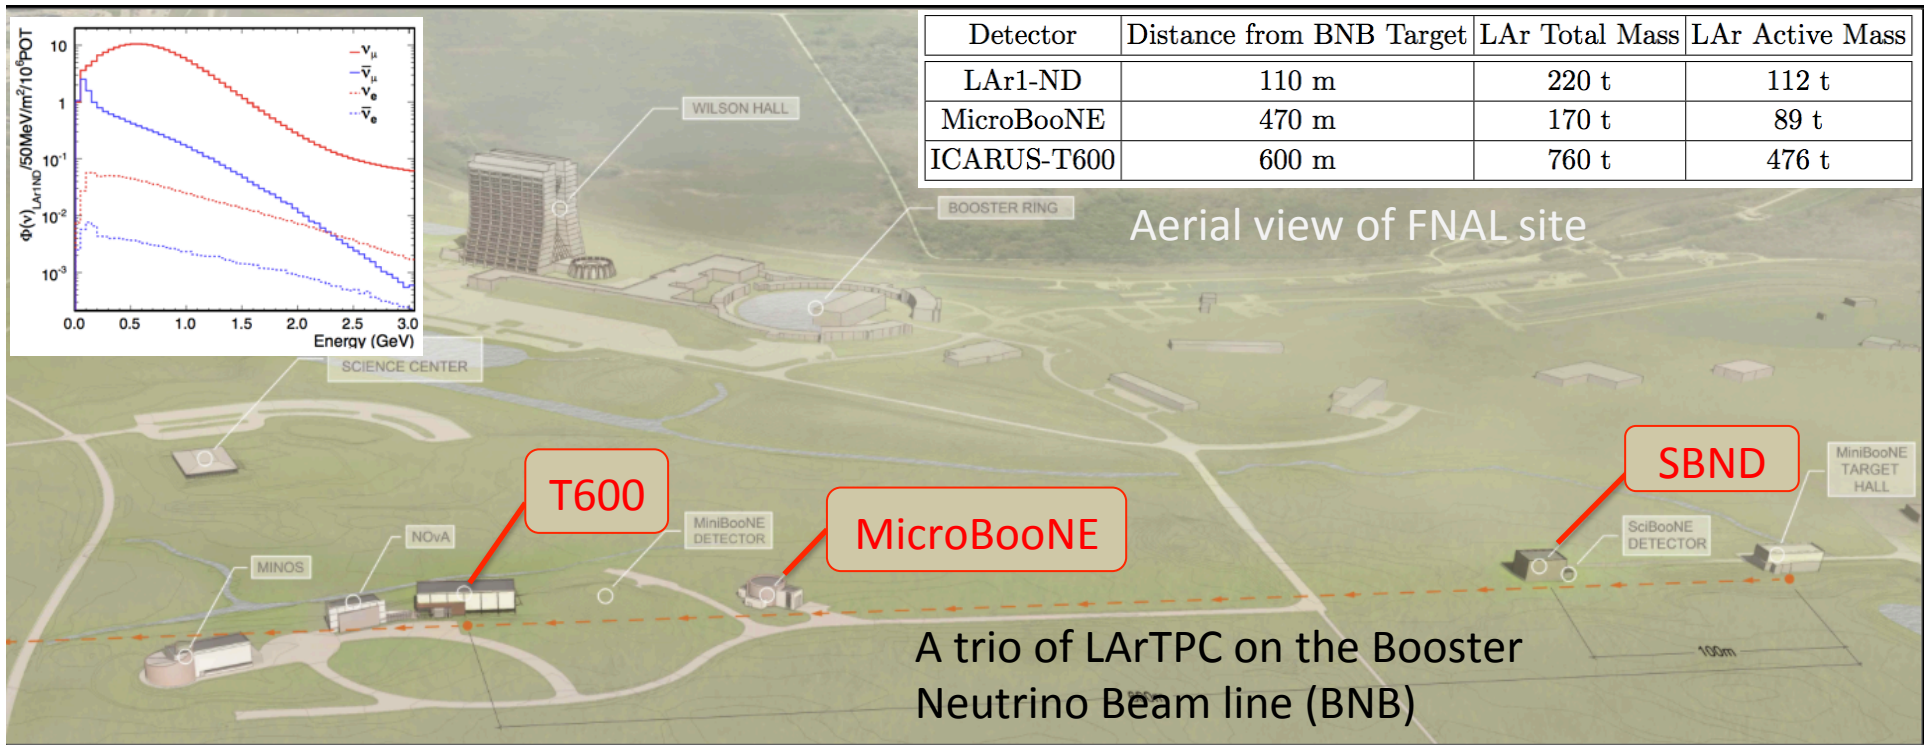 10
1
10⁻¹
10⁻²
10⁻³
Φ(ν)LAr1ND/50MeV/m²/10⁶POT
νμ
ν̄μ
νe
ν̄e
0.0 0.5 1.0 1.5 2.0 2.5 3.0
Energy (GeV)
Detector Distance from BNB Target LAr Total Mass LAr Active Mass
LAr1-ND 110 m 220 t 112 t
MicroBooNE 470 m 170 t 89 t
ICARUS-T600 600 m 760 t 476 t
WILSON HALL
BOOSTER RING
Aerial view of FNAL site
SCIENCE CENTER
T600
MicroBooNE
SBND
MiniBooNE
TARGET
HALL
MiniBooNE
DETECTOR
SciBooNE
DETECTOR
NOvA
MINOS
100m
A trio of LArTPC on the Booster
Neutrino Beam line (BNB)